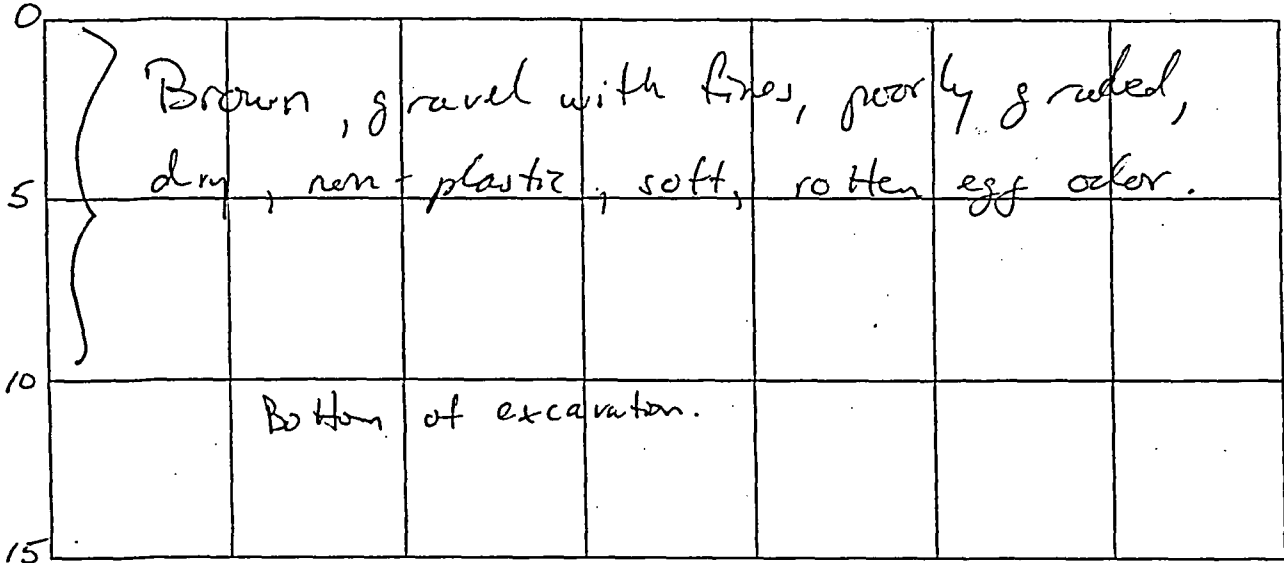 0
Brown, gravel with fines, poorly graded,
5 dry, non-plastic, soft, rotten egg odor.
10
Bottom of excavation.
15